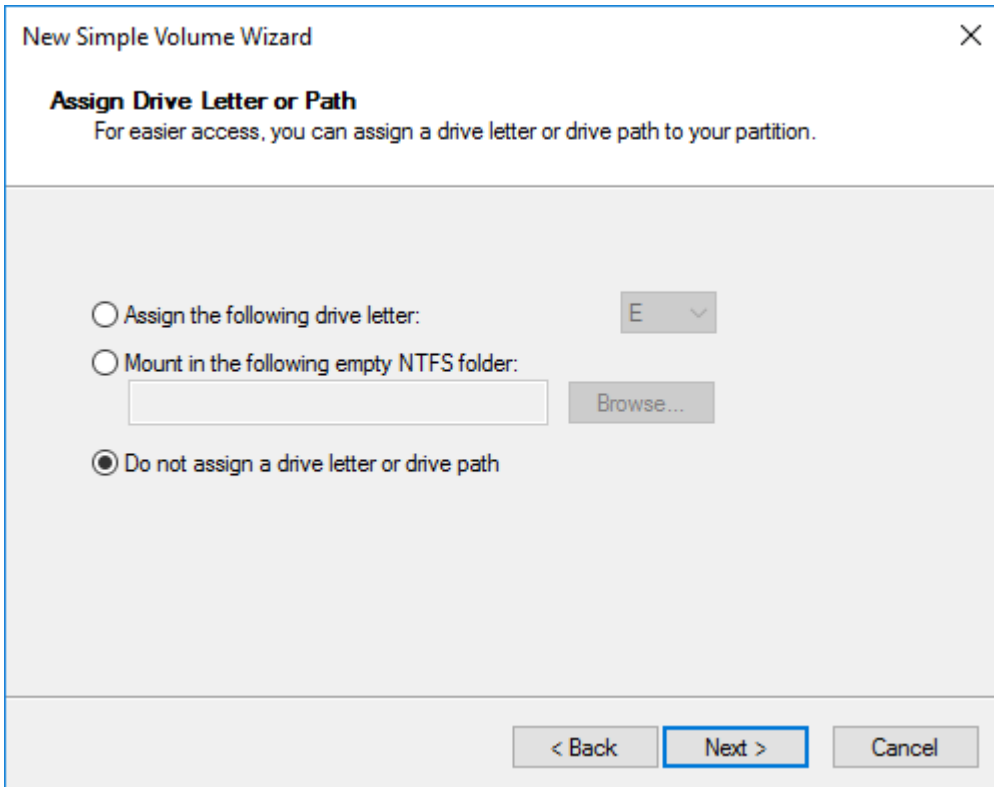 New Simple Volume Wizard
Assign Drive Letter or Path
For easier access, you can assign a drive letter or drive path to your partition.
Assign the following drive letter: E
Mount in the following empty NTFS folder:
Browse...
Do not assign a drive letter or drive path
< Back Next > Cancel